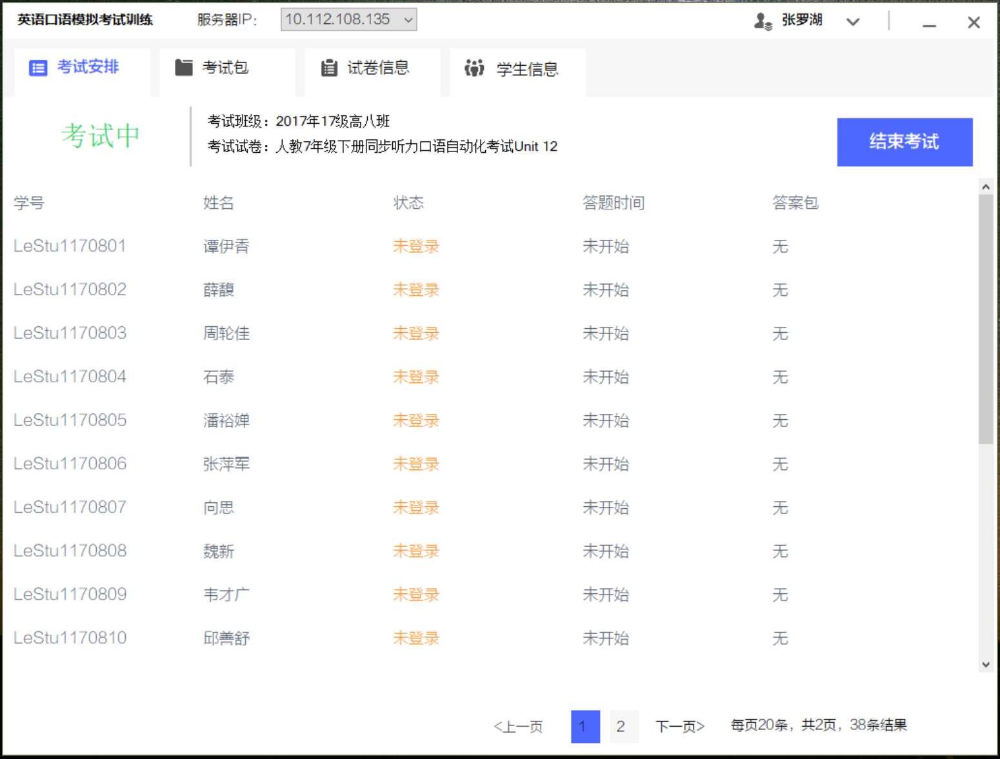 英语口语模拟考试训练 服务器IP: 10.112.108.135 张罗湖
考试安排 考试包 试卷信息 学生信息
考试中
考试班级：2017年17级高八班
考试试卷：人教7年级下册同步听力口语自动化考试Unit 12
结束考试
学号 姓名 状态 答题时间 答案包
LeStu1170801 谭伊香 未登录 未开始 无
LeStu1170802 薛馥 未登录 未开始 无
LeStu1170803 周轮佳 未登录 未开始 无
LeStu1170804 石泰 未登录 未开始 无
LeStu1170805 潘裕婵 未登录 未开始 无
LeStu1170806 张萍军 未登录 未开始 无
LeStu1170807 向思 未登录 未开始 无
LeStu1170808 魏新 未登录 未开始 无
LeStu1170809 韦才广 未登录 未开始 无
LeStu1170810 邱善舒 未登录 未开始 无
<上一页 1 2 下一页> 每页20条，共2页，38条结果